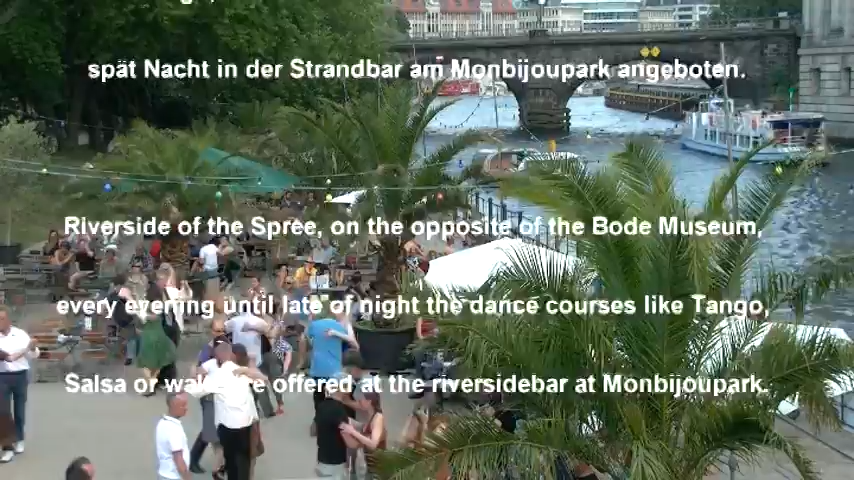 spät Nacht in der Strandbar am Monbijoupark angeboten.
Riverside of the Spree, on the opposite of the Bode Museum,
every evening until late of night the dance courses like Tango,
Salsa or walz are offered at the riversidebar at Monbijoupark.